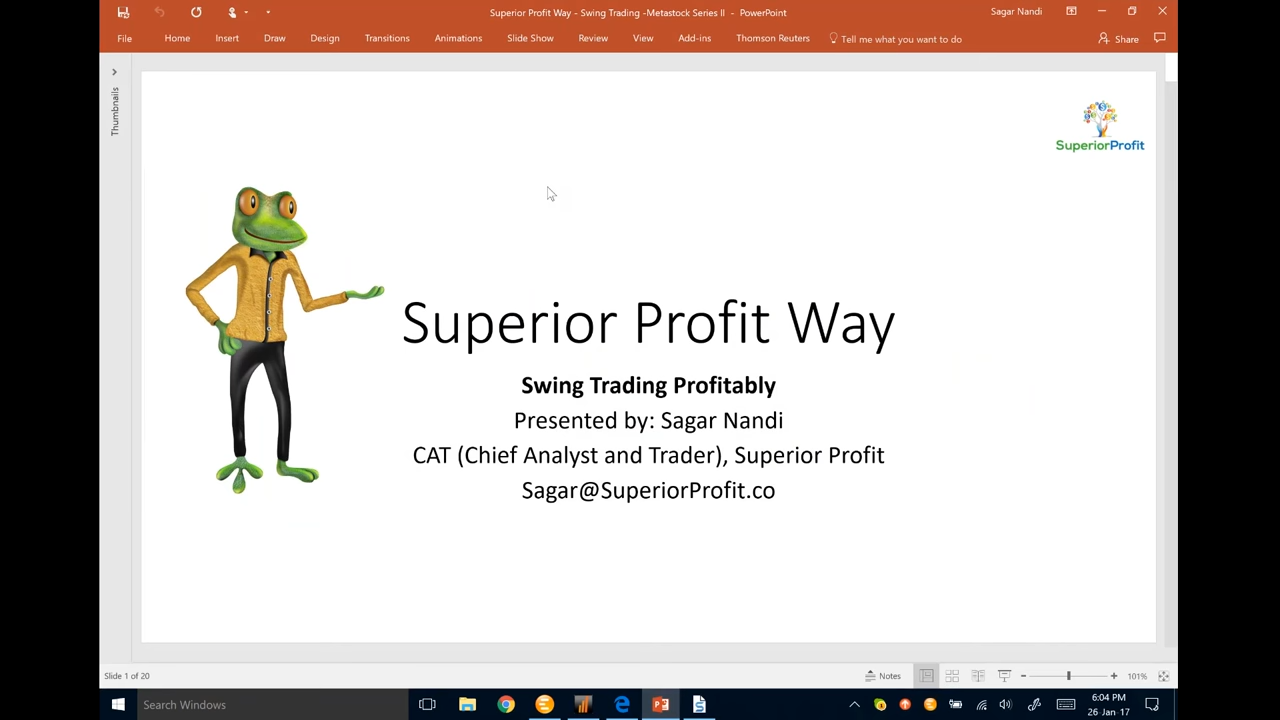 Superior Profit Way - Swing Trading -Metastock Series II - PowerPoint
Sagar Nandi
File Home Insert Draw Design Transitions Animations Slide Show Review View Add-ins Thomson Reuters Tell me what you want to do Share
Thumbnails
SuperiorProfit
Superior Profit Way
Swing Trading Profitably
Presented by: Sagar Nandi
CAT (Chief Analyst and Trader), Superior Profit
Sagar@SuperiorProfit.co
Slide 1 of 20 Notes 101%
Search Windows
6:04 PM
26-Jan-17